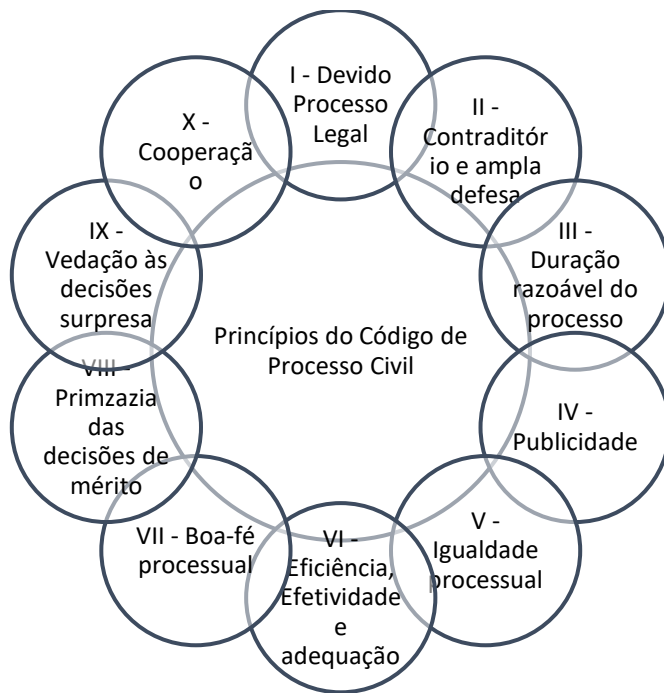 I - Devido
Processo
Legal
II -
Contraditór
io e ampla
defesa
III -
Duração
razoável do
processo
IV -
Publicidade
V -
Igualdade
processual
VI -
Eficiência,
Efetividade
e
adequação
VII - Boa-fé
processual
VIII -
Primzazia
das
decisões de
mérito
IX -
Vedação às
decisões
surpresa
X -
Cooperaçã
o
Princípios do Código de
Processo Civil